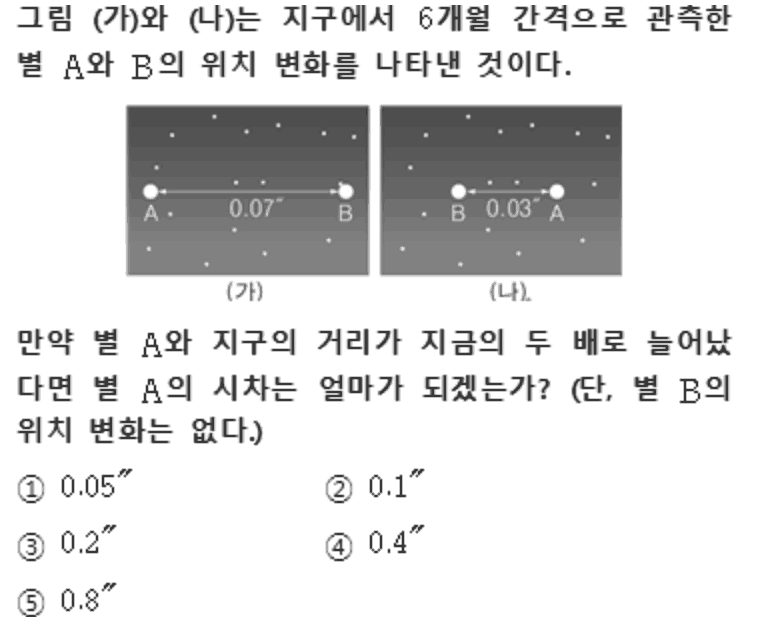 그림 (가)와 (나)는 지구에서 6개월 간격으로 관측한
별 A와 B의 위치 변화를 나타낸 것이다.
A 0.07″ B
B 0.03″ A
(가) (나)
만약 별 A와 지구의 거리가 지금의 두 배로 늘어났
다면 별 A의 시차는 얼마가 되겠는가? (단, 별 B의
위치 변화는 없다.)
① 0.05″ ② 0.1″
③ 0.2″ ④ 0.4″
⑤ 0.8″